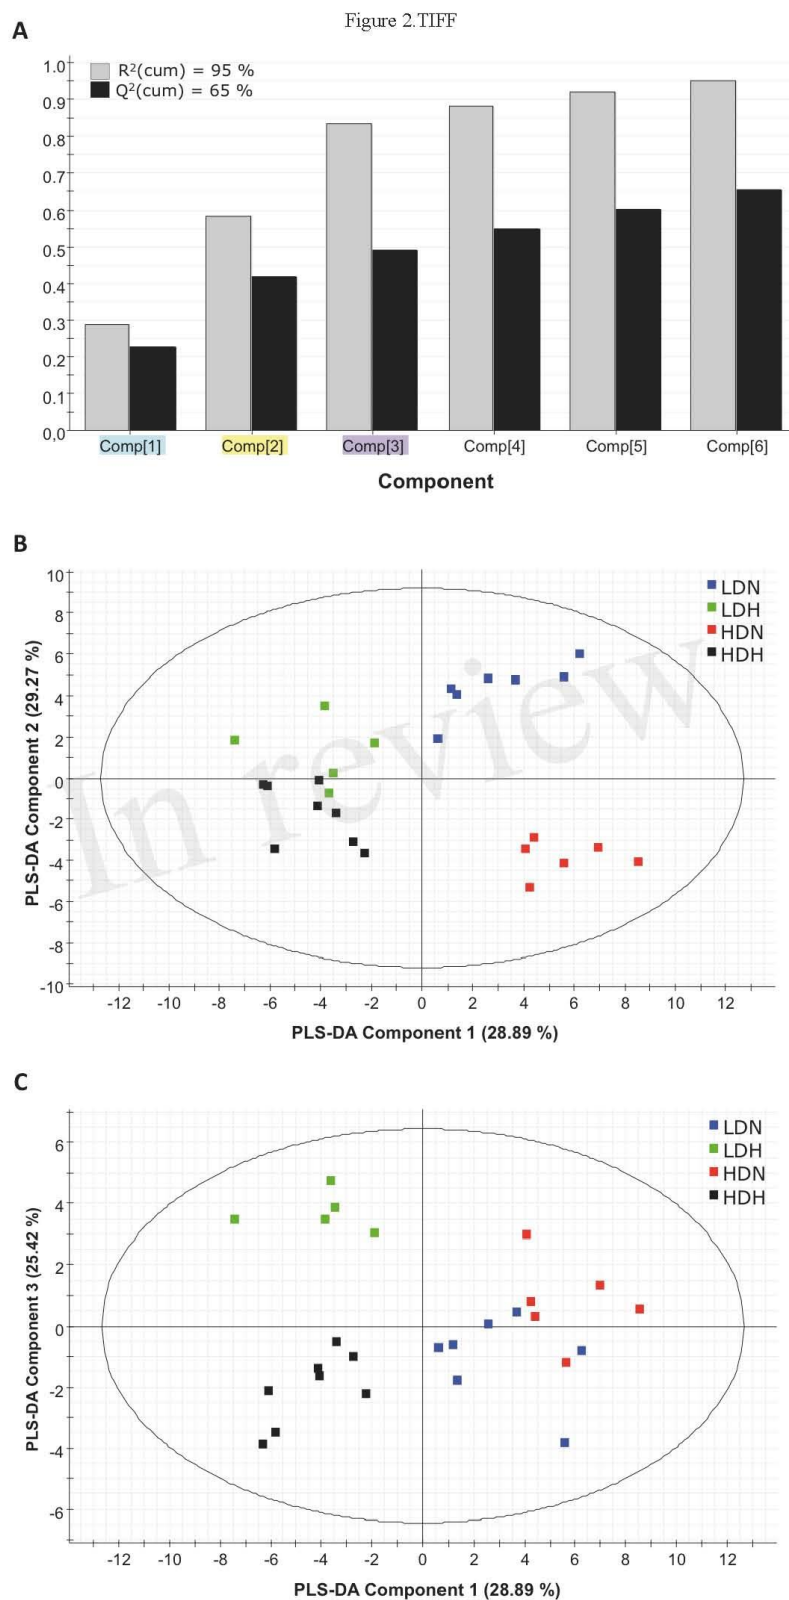 Figure 2.TIFF
A
R²(cum) = 95 %
Q²(cum) = 65 %
1.0
0.9
0.8
0.7
0.6
0.5
0.4
0.3
0.2
0.1
0.0
Comp[1] Comp[2] Comp[3] Comp[4] Comp[5] Comp[6]
Component
B
PLS-DA Component 2 (29.27 %)
10
8
6
4
2
0
-2
-4
-6
-8
-10
LDN
LDH
HDN
HDH
In review
-12 -10 -8 -6 -4 -2 0 2 4 6 8 10 12
PLS-DA Component 1 (28.89 %)
C
PLS-DA Component 3 (25.42 %)
6
4
2
0
-2
-4
-6
LDN
LDH
HDN
HDH
-12 -10 -8 -6 -4 -2 0 2 4 6 8 10 12
PLS-DA Component 1 (28.89 %)